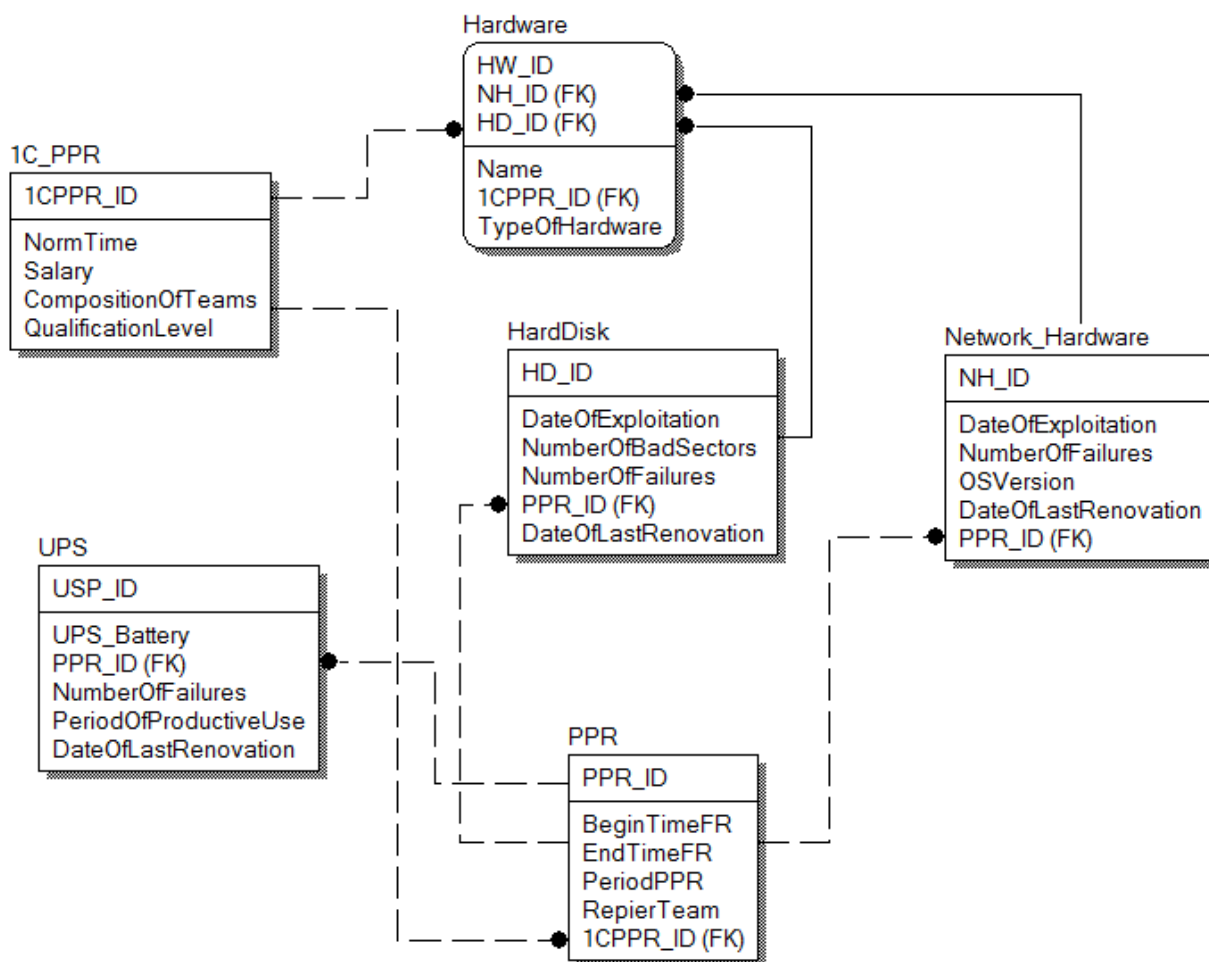 Hardware
HW_ID
NH_ID (FK)
HD_ID (FK)
Name
1CPPR_ID (FK)
TypeOfHardware
1C_PPR
1CPPR_ID
NormTime
Salary
CompositionOfTeams
QualificationLevel
HardDisk
HD_ID
DateOfExploitation
NumberOfBadSectors
NumberOfFailures
PPR_ID (FK)
DateOfLastRenovation
Network_Hardware
NH_ID
DateOfExploitation
NumberOfFailures
OSVersion
DateOfLastRenovation
PPR_ID (FK)
UPS
USP_ID
UPS_Battery
PPR_ID (FK)
NumberOfFailures
PeriodOfProductiveUse
DateOfLastRenovation
PPR
PPR_ID
BeginTimeFR
EndTimeFR
PeriodPPR
RepierTeam
1CPPR_ID (FK)